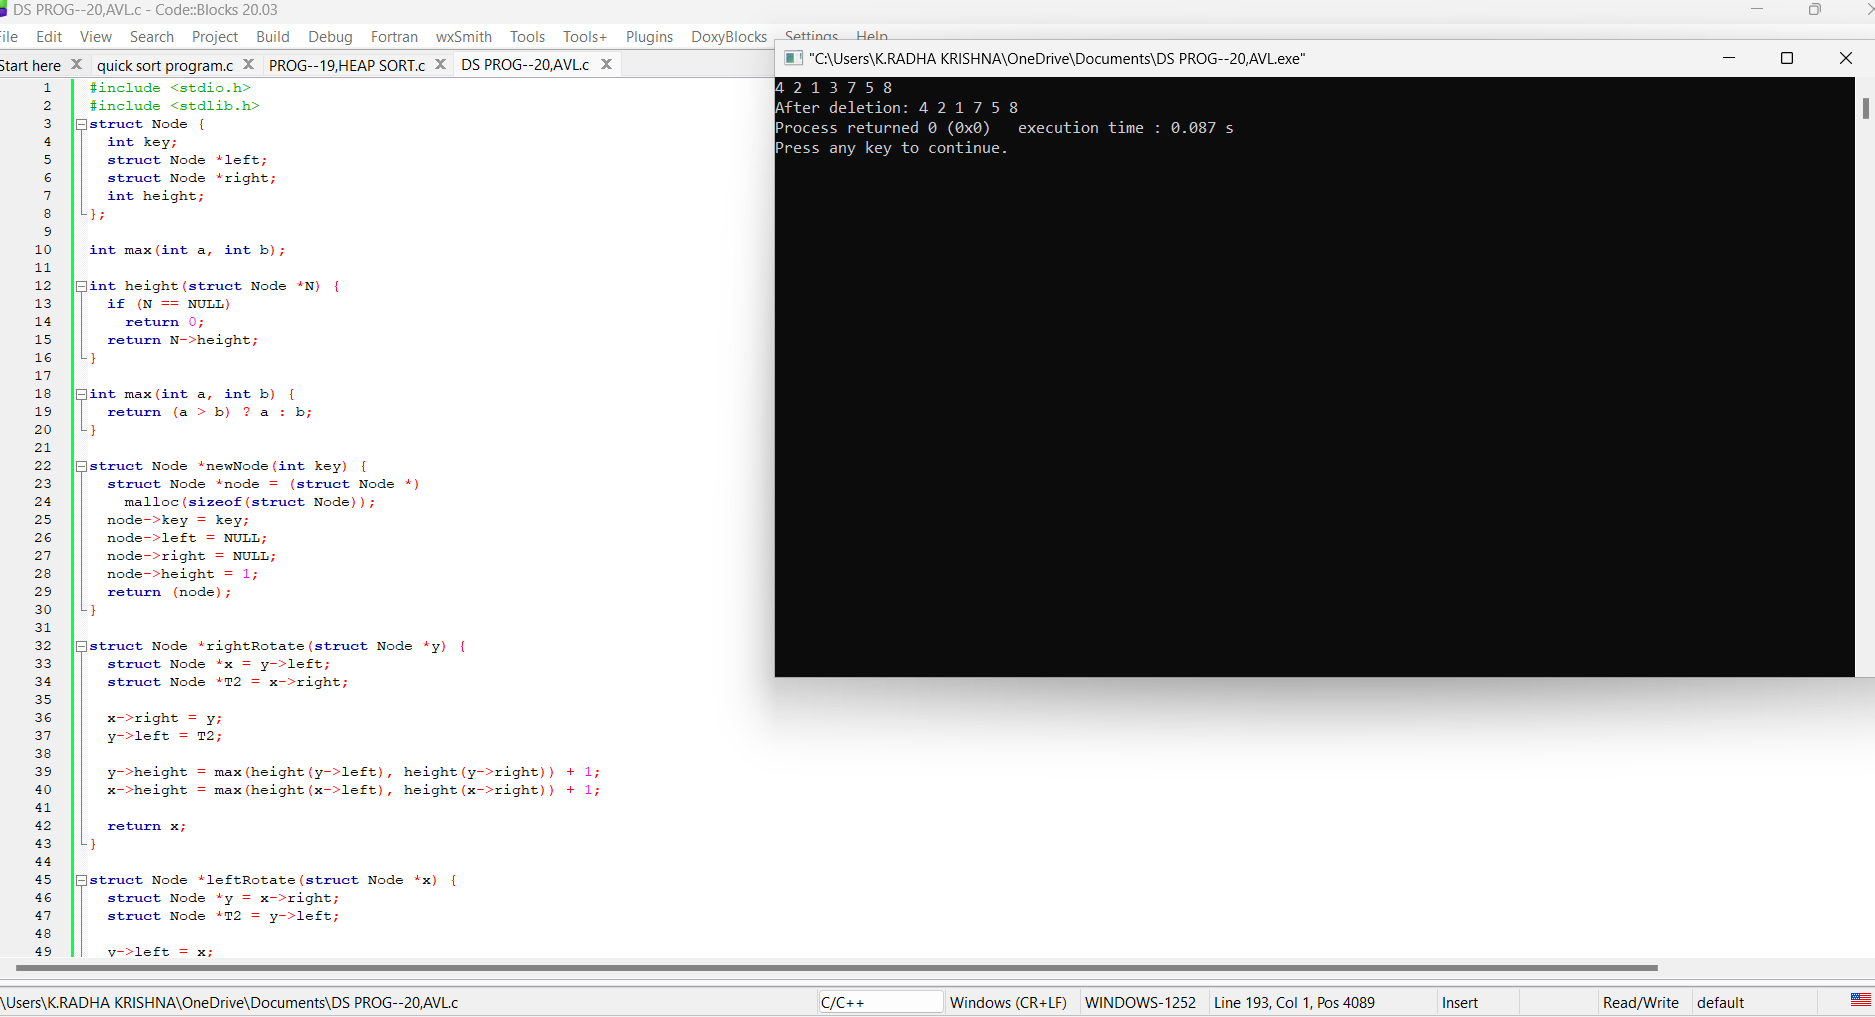 DS PROG--20,AVL.c - Code::Blocks 20.03
File Edit View Search Project Build Debug Fortran wxSmith Tools Tools+ Plugins DoxyBlocks Settings Help
Start here quick sort program.c PROG--19,HEAP SORT.c DS PROG--20,AVL.c
1 #include <stdio.h>
2 #include <stdlib.h>
3 struct Node {
4 int key;
5 struct Node *left;
6 struct Node *right;
7 int height;
8 };
9
10 int max(int a, int b);
11
12 int height(struct Node *N) {
13 if (N == NULL)
14 return 0;
15 return N->height;
16 }
17
18 int max(int a, int b) {
19 return (a > b) ? a : b;
20 }
21
22 struct Node *newNode(int key) {
23 struct Node *node = (struct Node *)
24 malloc(sizeof(struct Node));
25 node->key = key;
26 node->left = NULL;
27 node->right = NULL;
28 node->height = 1;
29 return (node);
30 }
31
32 struct Node *rightRotate(struct Node *y) {
33 struct Node *x = y->left;
34 struct Node *T2 = x->right;
35
36 x->right = y;
37 y->left = T2;
38
39 y->height = max(height(y->left), height(y->right)) + 1;
40 x->height = max(height(x->left), height(x->right)) + 1;
41
42 return x;
43 }
44
45 struct Node *leftRotate(struct Node *x) {
46 struct Node *y = x->right;
47 struct Node *T2 = y->left;
48
49 y->left = x;
"C:\Users\K.RADHA KRISHNA\OneDrive\Documents\DS PROG--20,AVL.exe"
4 2 1 3 7 5 8
After deletion: 4 2 1 7 5 8
Process returned 0 (0x0) execution time : 0.087 s
Press any key to continue.
\Users\K.RADHA KRISHNA\OneDrive\Documents\DS PROG--20,AVL.c C/C++ Windows (CR+LF) WINDOWS-1252 Line 193, Col 1, Pos 4089 Insert Read/Write default